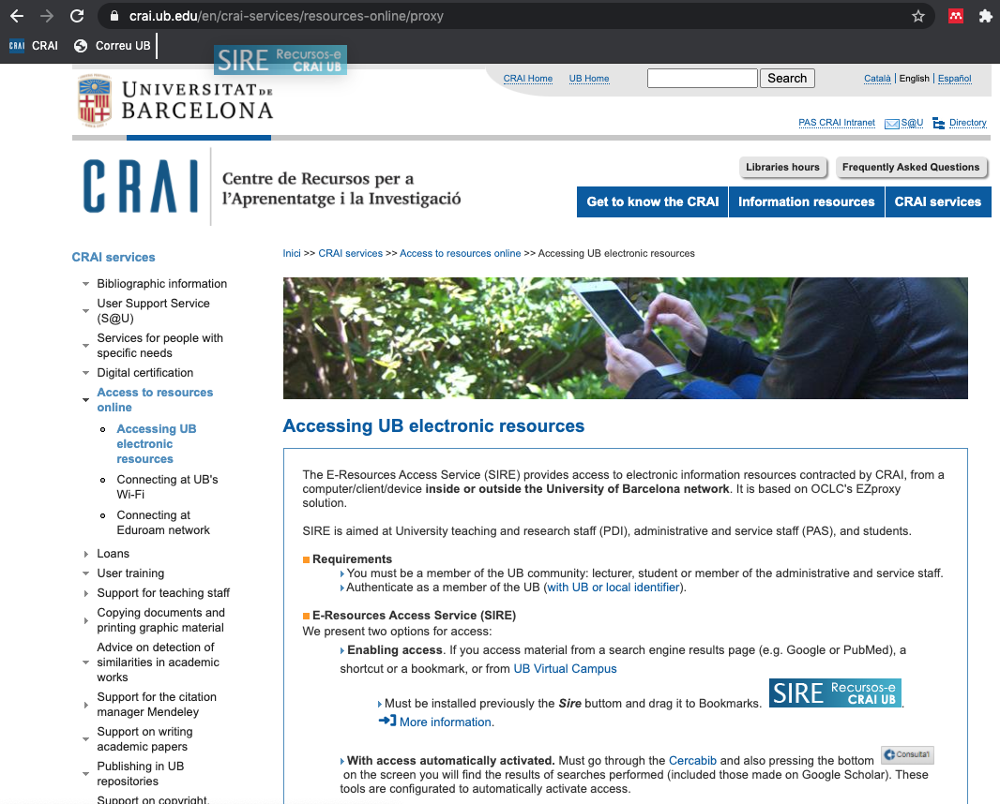 crai.ub.edu/en/crai-services/resources-online/proxy
CRAI CRAI Correu UB
SIRE Recursos-e CRAI UB
UNIVERSITAT DE
BARCELONA
CRAI Home UB Home Search Català | English | Español
PAS CRAI Intranet S@U Directory
CRAI
Centre de Recursos per a
l'Aprenentatge i la Investigació
Libraries hours Frequently Asked Questions
Get to know the CRAI Information resources CRAI services
CRAI services
Bibliographic information
User Support Service
(S@U)
Services for people with
specific needs
Digital certification
Access to resources
online
Accessing UB
electronic
resources
Connecting at UB's
Wi-Fi
Connecting at
Eduroam network
Loans
User training
Support for teaching staff
Copying documents and
printing graphic material
Advice on detection of
similarities in academic
works
Support for the citation
manager Mendeley
Support on writing
academic papers
Publishing in UB
repositories
Support on copyright,
Inici >> CRAI services >> Access to resources online >> Accessing UB electronic resources
Accessing UB electronic resources
The E-Resources Access Service (SIRE) provides access to electronic information resources contracted by CRAI, from a
computer/client/device inside or outside the University of Barcelona network. It is based on OCLC's EZproxy
solution.
SIRE is aimed at University teaching and research staff (PDI), administrative and service staff (PAS), and students.
Requirements
You must be a member of the UB community: lecturer, student or member of the administrative and service staff.
Authenticate as a member of the UB (with UB or local identifier).
E-Resources Access Service (SIRE)
We present two options for access:
Enabling access. If you access material from a search engine results page (e.g. Google or PubMed), a
shortcut or a bookmark, or from UB Virtual Campus
Must be installed previously the Sire buttom and drag it to Bookmarks. SIRE Recursos-e CRAI UB.
More information.
With access automatically activated. Must go through the Cercabib and also pressing the bottom Consulta'l
on the screen you will find the results of searches performed (included those made on Google Scholar). These
tools are configurated to automatically activate access.